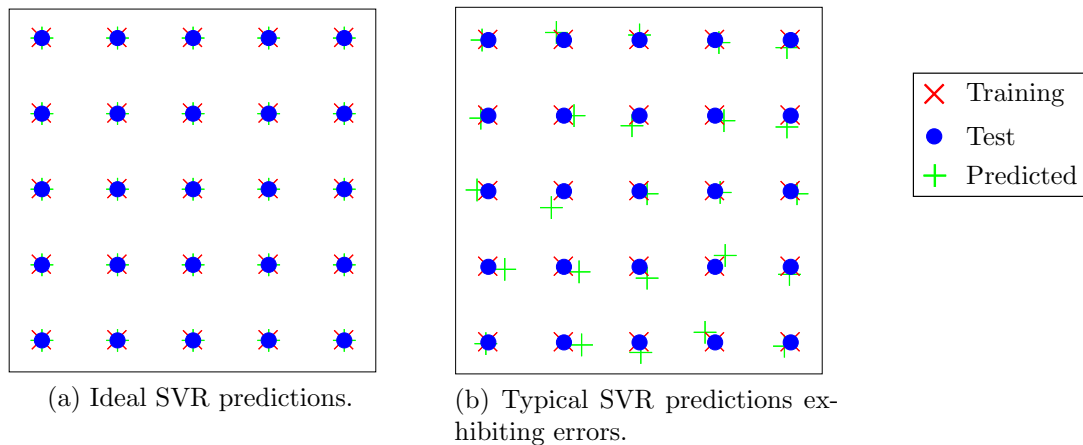 Training
Test
Predicted
(a) Ideal SVR predictions.
(b) Typical SVR predictions ex-
hibiting errors.